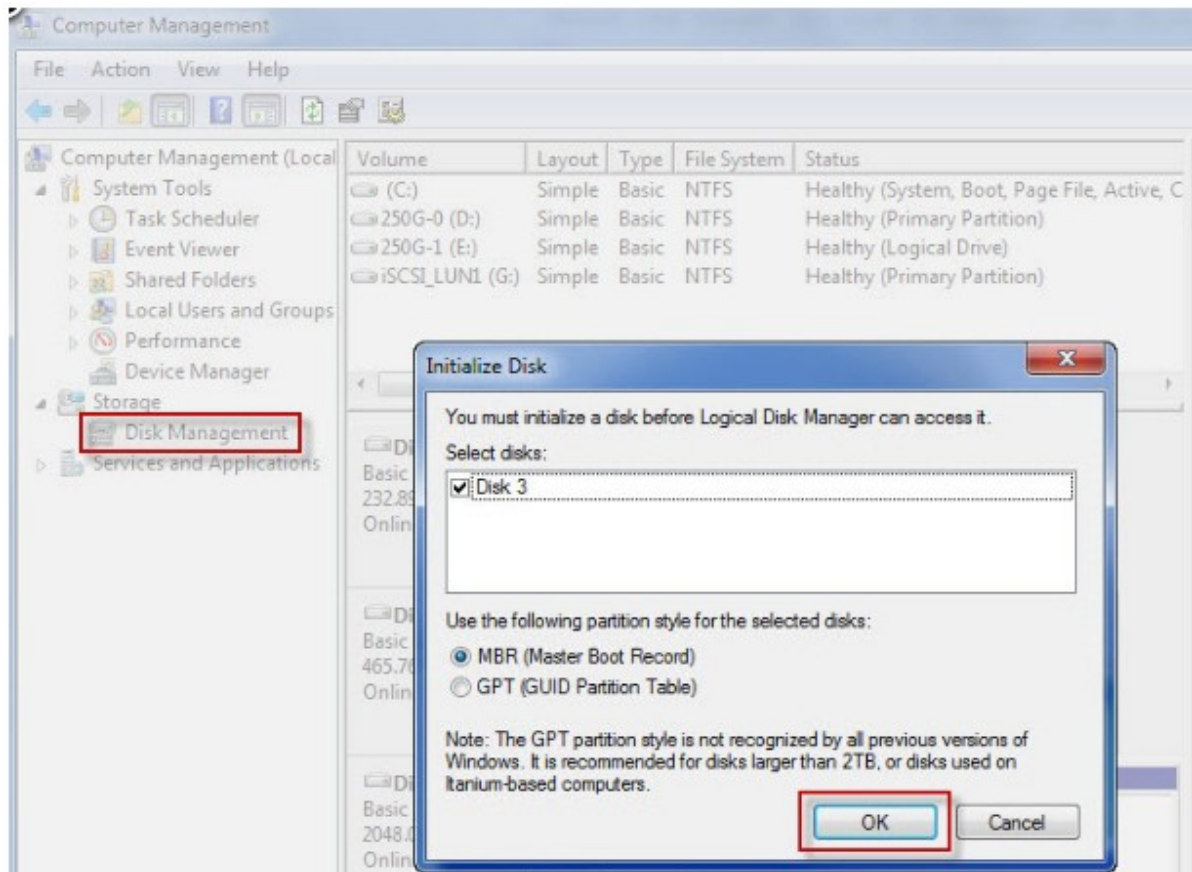 Computer Management
File Action View Help
Computer Management (Local
System Tools
Task Scheduler
Event Viewer
Shared Folders
Local Users and Groups
Performance
Device Manager
Storage
Disk Management
Services and Applications
Volume Layout Type File System Status
(C:) Simple Basic NTFS Healthy (System, Boot, Page File, Active, C
250G-0 (D:) Simple Basic NTFS Healthy (Primary Partition)
250G-1 (E:) Simple Basic NTFS Healthy (Logical Drive)
iSCSI_LUN1 (G:) Simple Basic NTFS Healthy (Primary Partition)
Di
Basic
232.89
Onlin
Di
Basic
465.76
Onlin
Di
Basic
2048.0
Onlin
Initialize Disk
You must initialize a disk before Logical Disk Manager can access it.
Select disks:
Disk 3
Use the following partition style for the selected disks:
MBR (Master Boot Record)
GPT (GUID Partition Table)
Note: The GPT partition style is not recognized by all previous versions of
Windows. It is recommended for disks larger than 2TB, or disks used on
Itanium-based computers.
OK Cancel